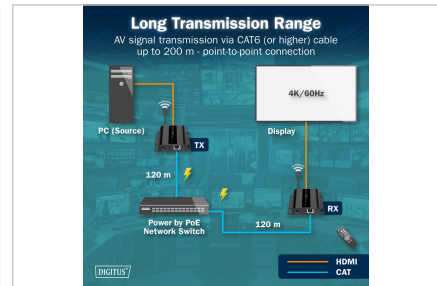 Long Transmission Range
AV signal transmission via CAT6 (or higher) cable
up to 200 m - point-to-point connection
4K/60Hz
PC (Source)
Display
TX
120 m
RX
Power by PoE
Network Switch
120 m
HDMI
CAT
DIGITUS